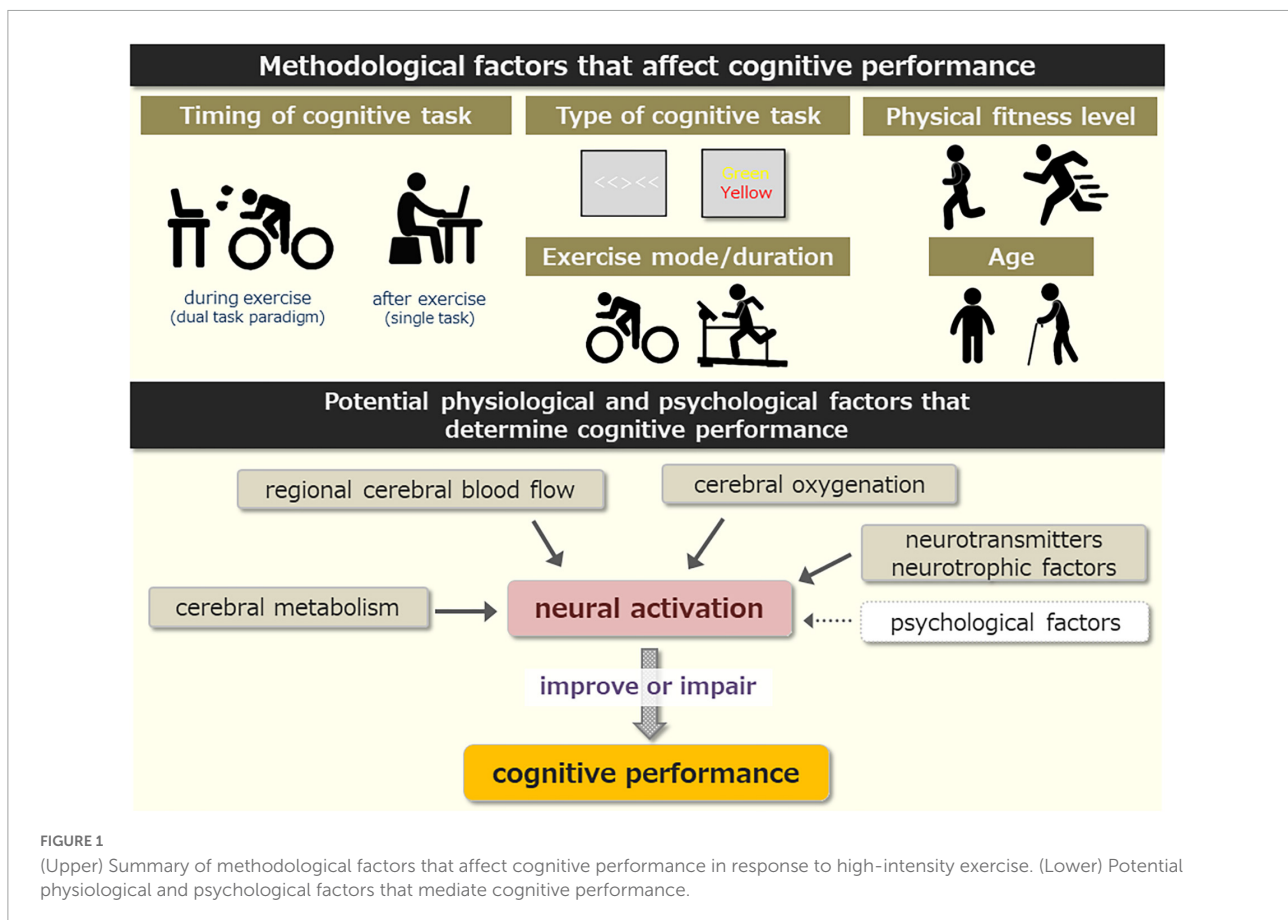 Methodological factors that affect cognitive performance
Timing of cognitive task
Type of cognitive task
Physical fitness level
<<><<
Green
Yellow
during exercise
(dual task paradigm)
after exercise
(single task)
Exercise mode/duration
Age
Potential physiological and psychological factors that
determine cognitive performance
regional cerebral blood flow
cerebral oxygenation
neurotransmitters
neurotrophic factors
cerebral metabolism
neural activation
psychological factors
improve or impair
cognitive performance
FIGURE 1
(Upper) Summary of methodological factors that affect cognitive performance in response to high-intensity exercise. (Lower) Potential
physiological and psychological factors that mediate cognitive performance.